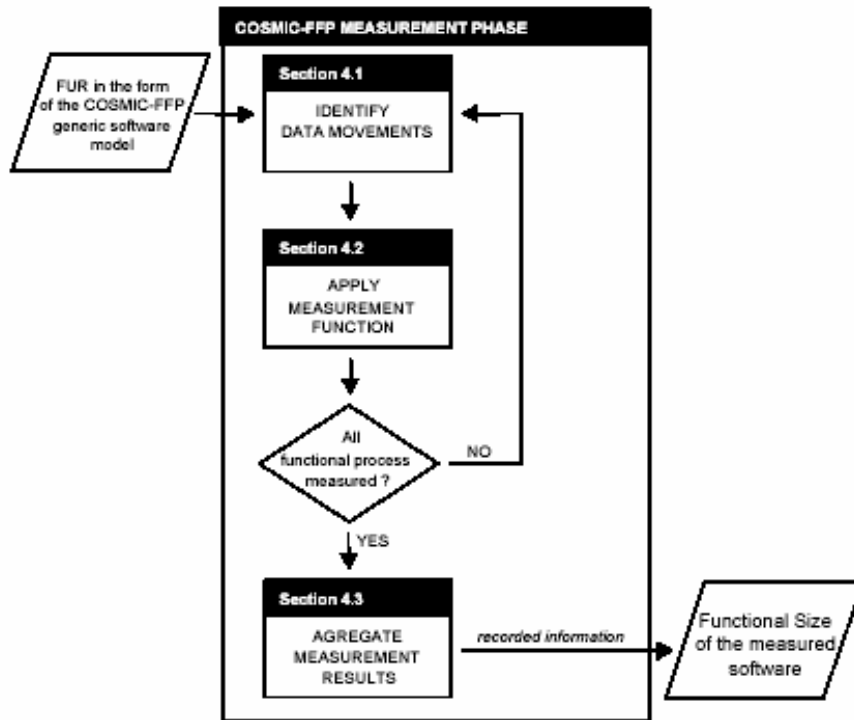 COSMIC-FFP MEASUREMENT PHASE
FUR in the form
of the COSMIC-FFP
generic software
model
Section 4.1
IDENTIFY
DATA MOVEMENTS
Section 4.2
APPLY
MEASUREMENT
FUNCTION
All
functional process
measured ?
NO
YES
Section 4.3
AGREGATE
MEASUREMENT
RESULTS
recorded information
Functional Size
of the measured
software